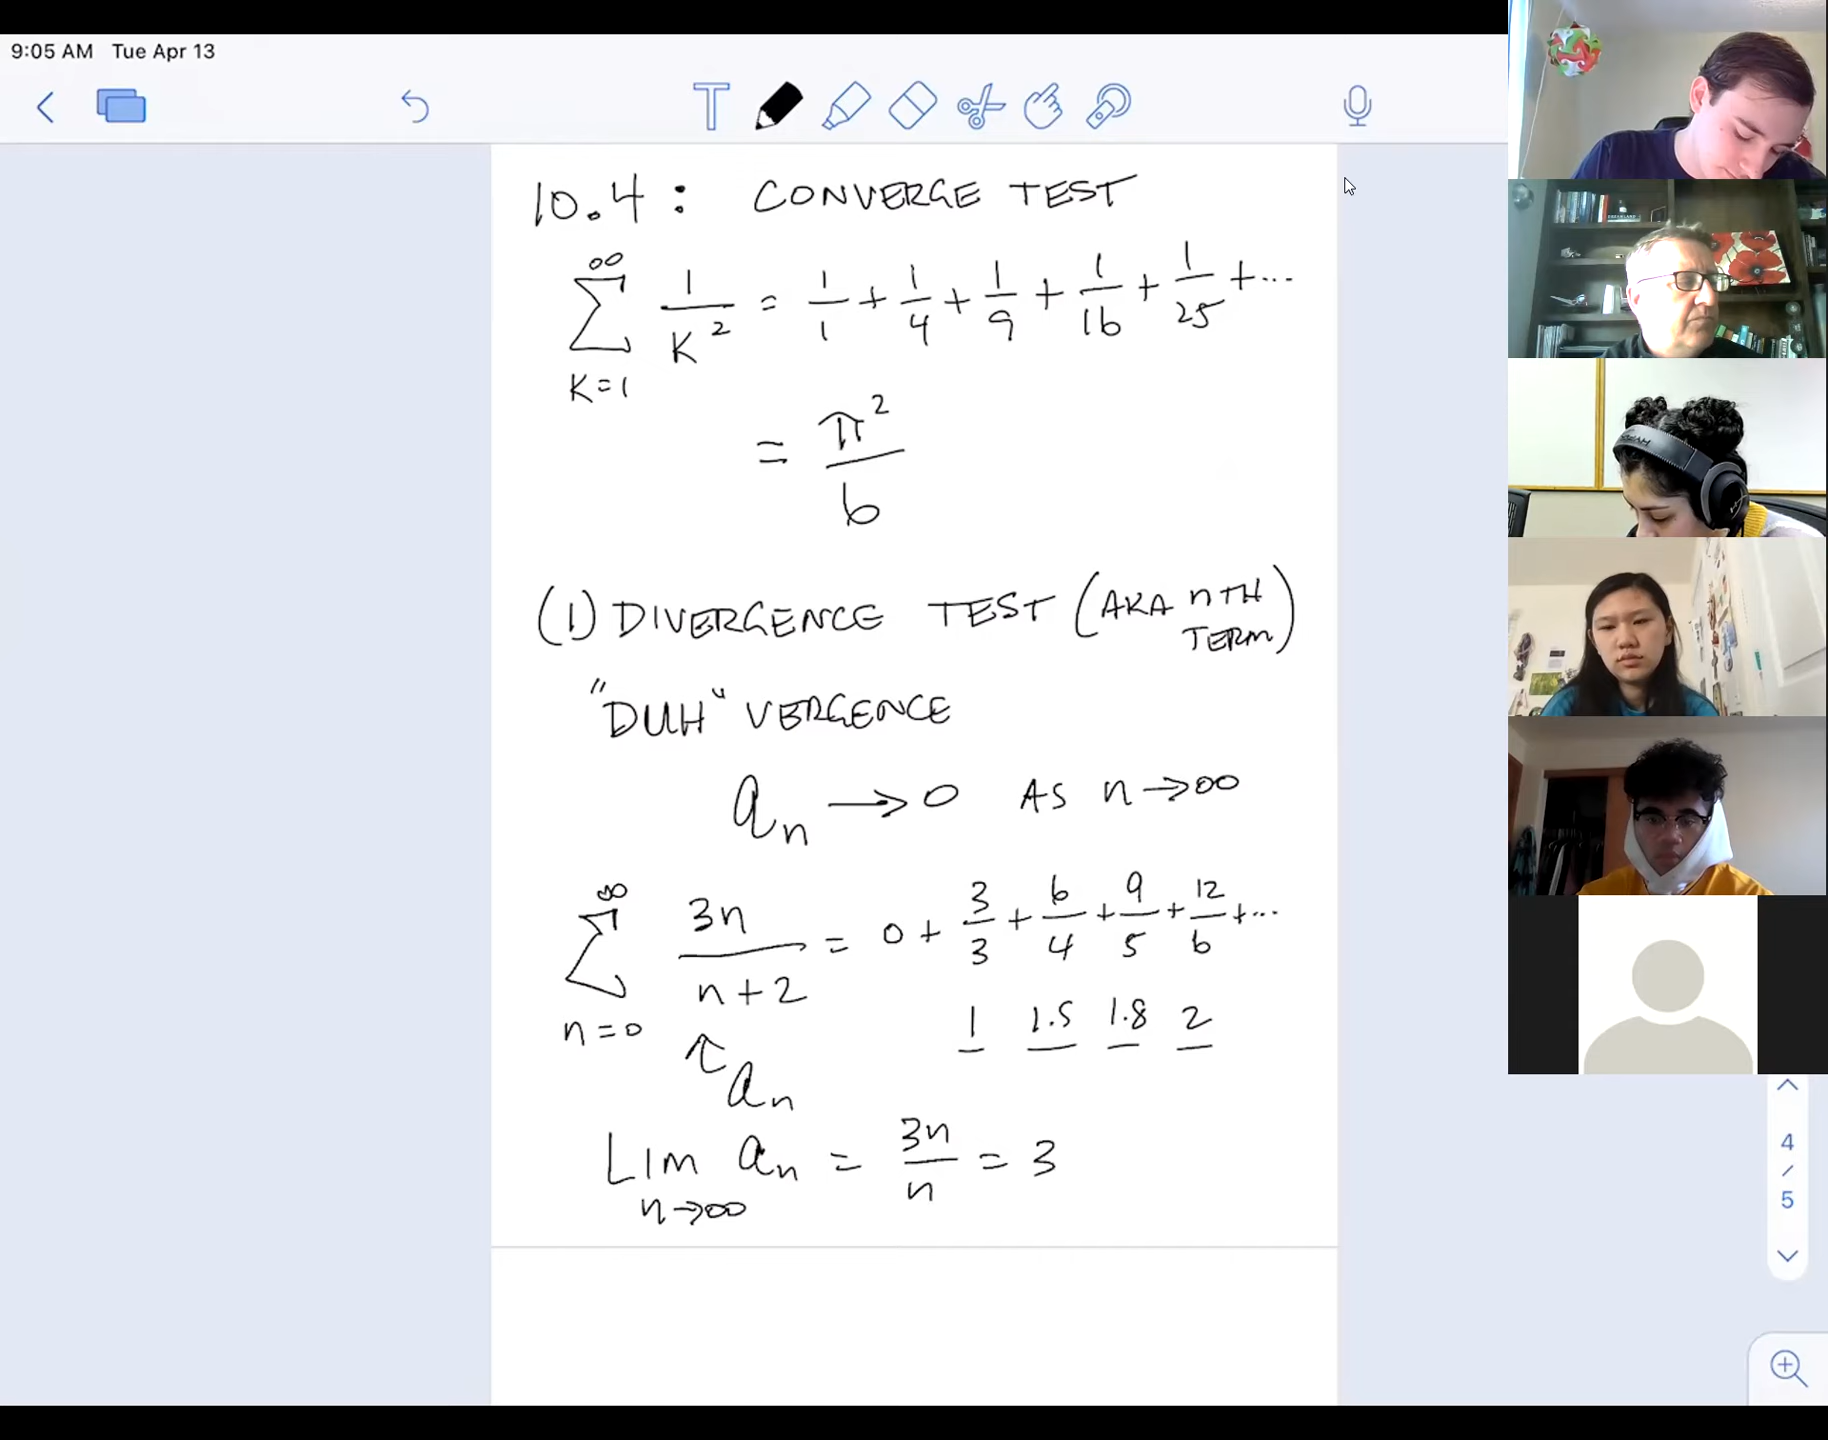 9:05 AM Tue Apr 13
T
10.4: CONVERGE TEST
∞
∑ 1/K² = 1/1 + 1/4 + 1/9 + 1/16 + 1/25 + ...
K=1
= π²/6
(1) DIVERGENCE TEST (AKA nTH TERM)
"DUH" VERGENCE
aₙ → 0 AS n → ∞
∞
∑ 3n/(n+2) = 0 + 3/3 + 6/4 + 9/5 + 12/6 + ...
n=0
1 1.5 1.8 2
aₙ
LIM aₙ = 3n/n = 3
n→∞
4
/
5